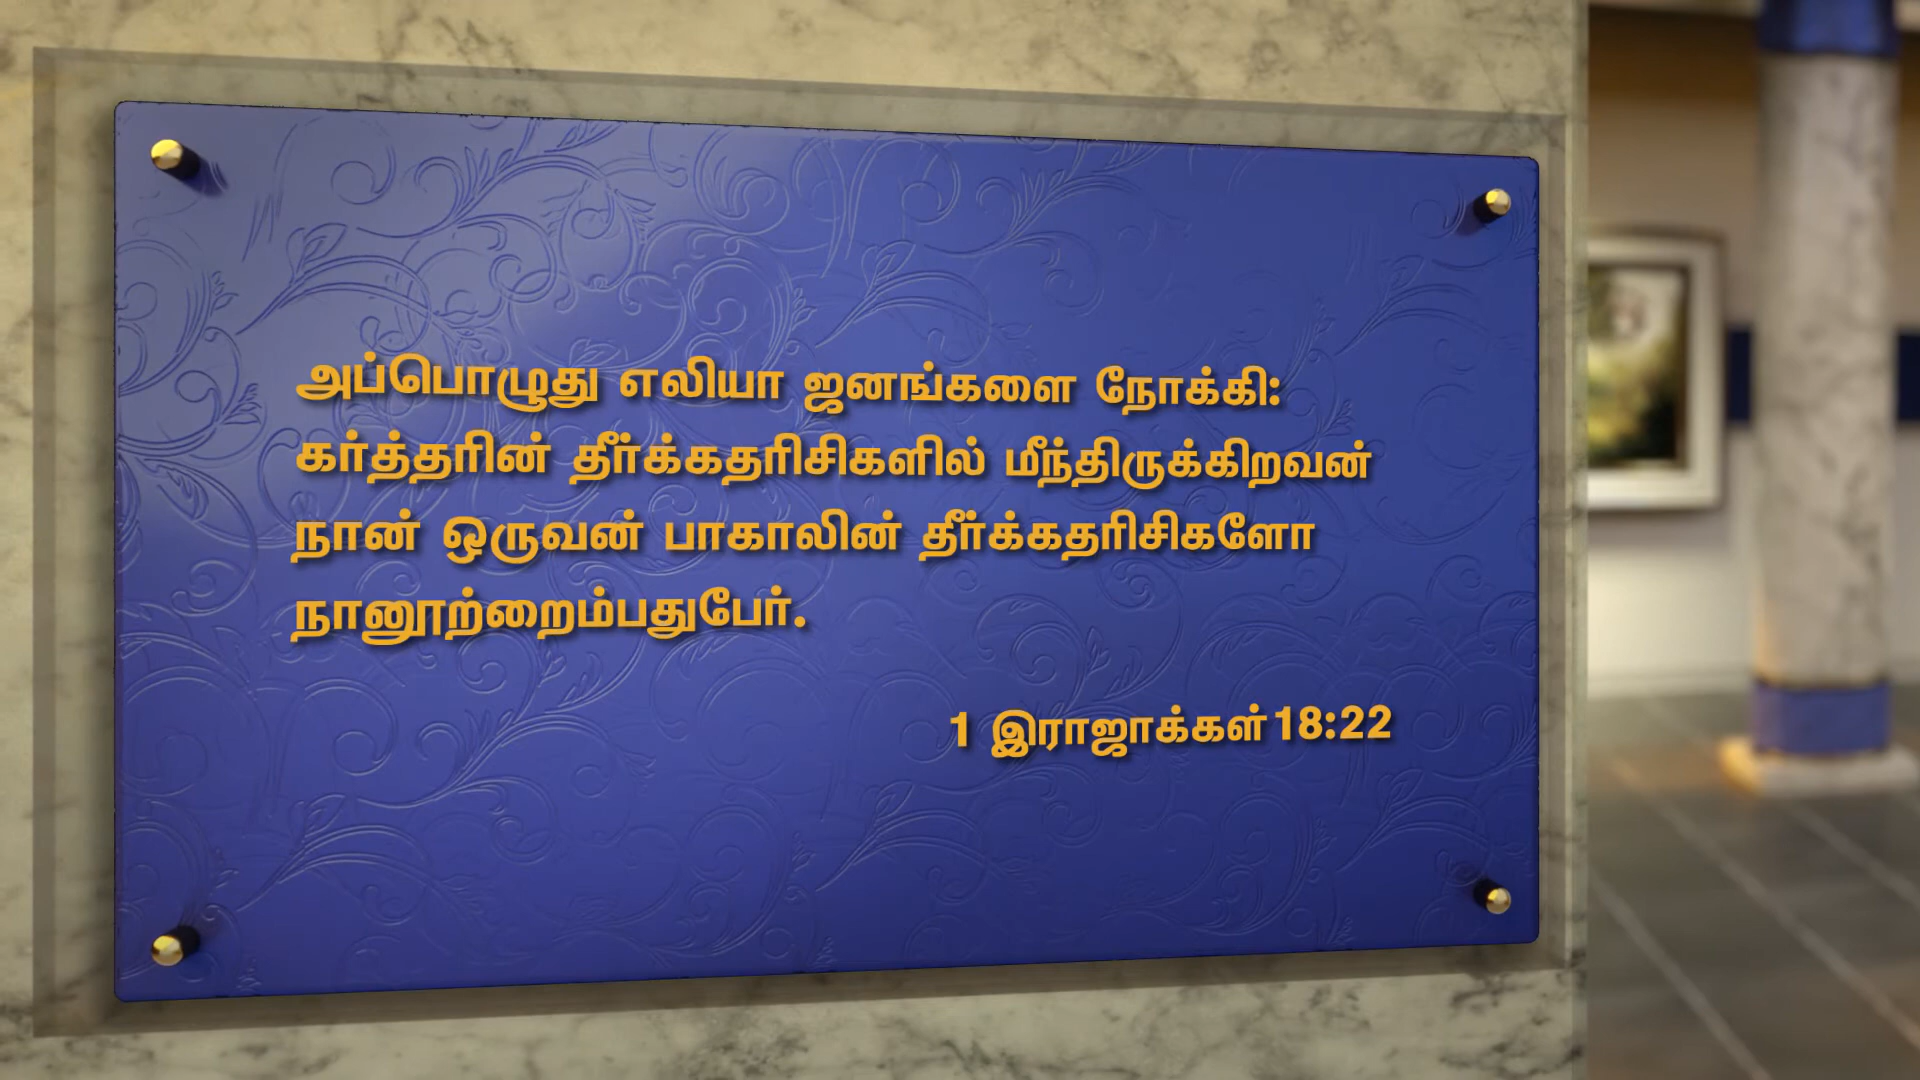 அப்பொழுது எலியா ஜனங்களை நோக்கி:
கர்த்தரின் தீர்க்கதரிசிகளில் மீந்திருக்கிறவன்
நான் ஒருவன் பாகாலின் தீர்க்கதரிசிகளோ
நானூற்றைம்பதுபேர்.
1 இராஜாக்கள் 18:22